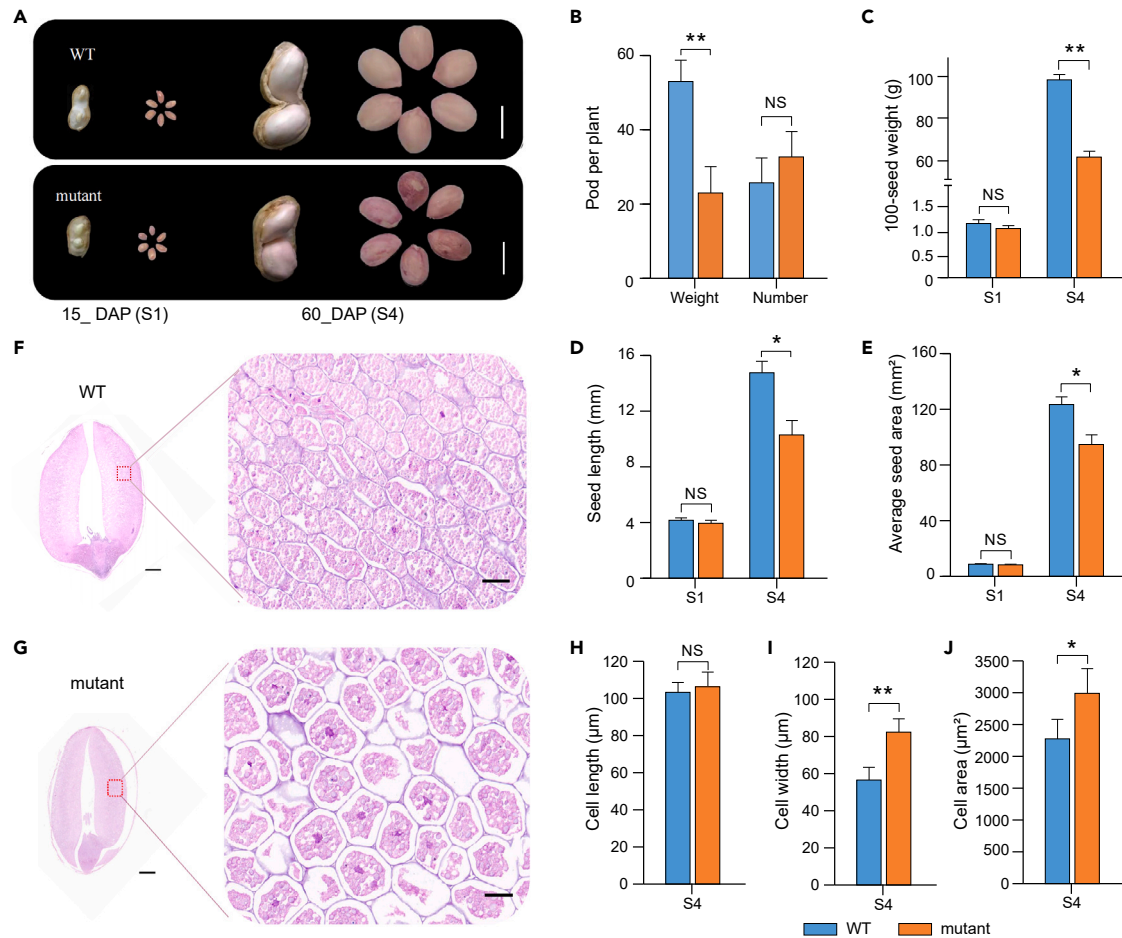 A
WT
mutant
15_ DAP (S1)
60_DAP (S4)
B
Pod per plant
60
40
20
0
**
NS
Weight
Number
C
100-seed weight (g)
100
80
60
1.5
1.0
0.5
0
NS
**
S1
S4
D
Seed length (mm)
16
12
8
4
0
NS
*
S1
S4
E
Average seed area (mm²)
160
120
80
40
0
NS
*
S1
S4
F
WT
G
mutant
H
Cell length (μm)
120
100
80
60
40
20
0
NS
S4
I
Cell width (μm)
120
100
80
60
40
20
0
**
S4
J
Cell area (μm²)
3500
3000
2500
2000
1500
1000
500
0
*
S4
WT
mutant